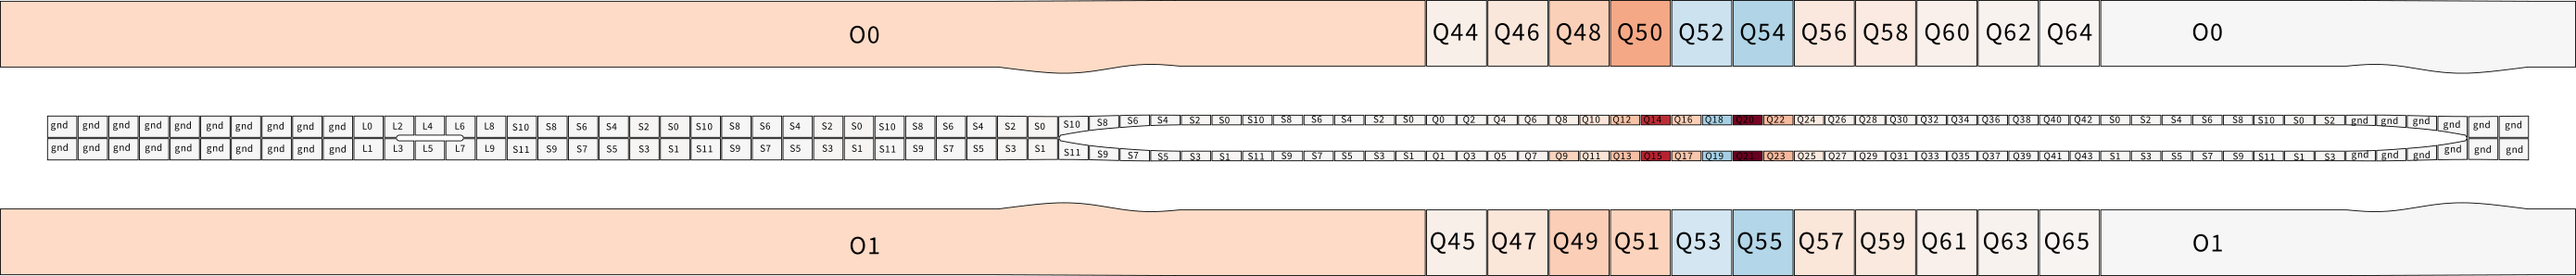 O0 Q44 Q46 Q48 Q50 Q52 Q54 Q56 Q58 Q60 Q62 Q64 O0
gnd gnd gnd gnd gnd gnd gnd gnd gnd gnd L0 L2 L4 L6 L8 S10 S8 S6 S4 S2 S0 S10 S8 S6 S4 S2 S0 S10 S8 S6 S4 S2 S0 S10 S8 S6 S4 S2 S0 S10 S8 S6 S4 S2 S0 Q0 Q2 Q4 Q6 Q8 Q10 Q12 Q14 Q16 Q18 Q20 Q22 Q24 Q26 Q28 Q30 Q32 Q34 Q36 Q38 Q40 Q42 S0 S2 S4 S6 S8 S10 S0 S2 gnd gnd gnd gnd gnd gnd
gnd gnd gnd gnd gnd gnd gnd gnd gnd gnd L1 L3 L5 L7 L9 S11 S9 S7 S5 S3 S1 S11 S9 S7 S5 S3 S1 S11 S9 S7 S5 S3 S1 S11 S9 S7 S5 S3 S1 S11 S9 S7 S5 S3 S1 Q1 Q3 Q5 Q7 Q9 Q11 Q13 Q15 Q17 Q19 Q21 Q23 Q25 Q27 Q29 Q31 Q33 Q35 Q37 Q39 Q41 Q43 S1 S3 S5 S7 S9 S11 S1 S3 gnd gnd gnd gnd gnd gnd
O1 Q45 Q47 Q49 Q51 Q53 Q55 Q57 Q59 Q61 Q63 Q65 O1